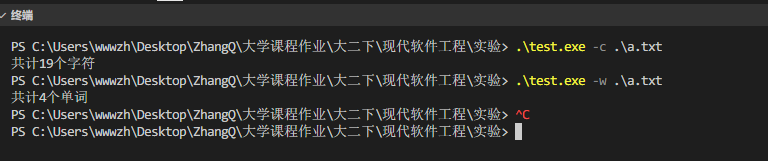 终端
PS C:\Users\wwwzh\Desktop\ZhangQ\大学课程作业\大二下\现代软件工程\实验> .\test.exe -c .\a.txt
共计19个字符
PS C:\Users\wwwzh\Desktop\ZhangQ\大学课程作业\大二下\现代软件工程\实验> .\test.exe -w .\a.txt
共计4个单词
PS C:\Users\wwwzh\Desktop\ZhangQ\大学课程作业\大二下\现代软件工程\实验> ^C
PS C:\Users\wwwzh\Desktop\ZhangQ\大学课程作业\大二下\现代软件工程\实验>